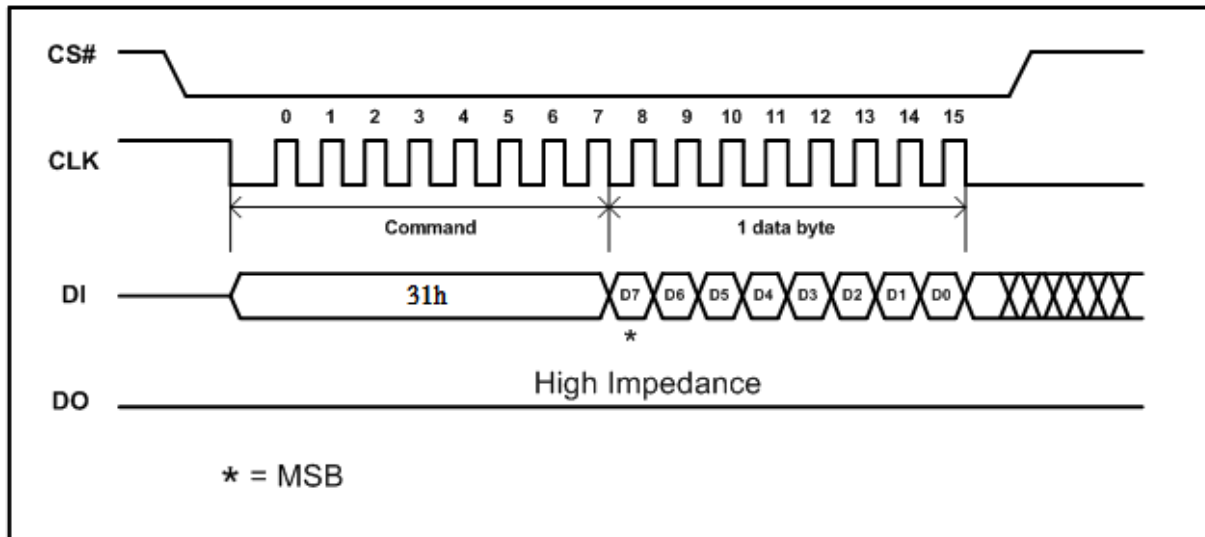 CS#
0 1 2 3 4 5 6 7 8 9 10 11 12 13 14 15
CLK
Command 1 data byte
DI 31h D7 D6 D5 D4 D3 D2 D1 D0
*
High Impedance
DO
* = MSB